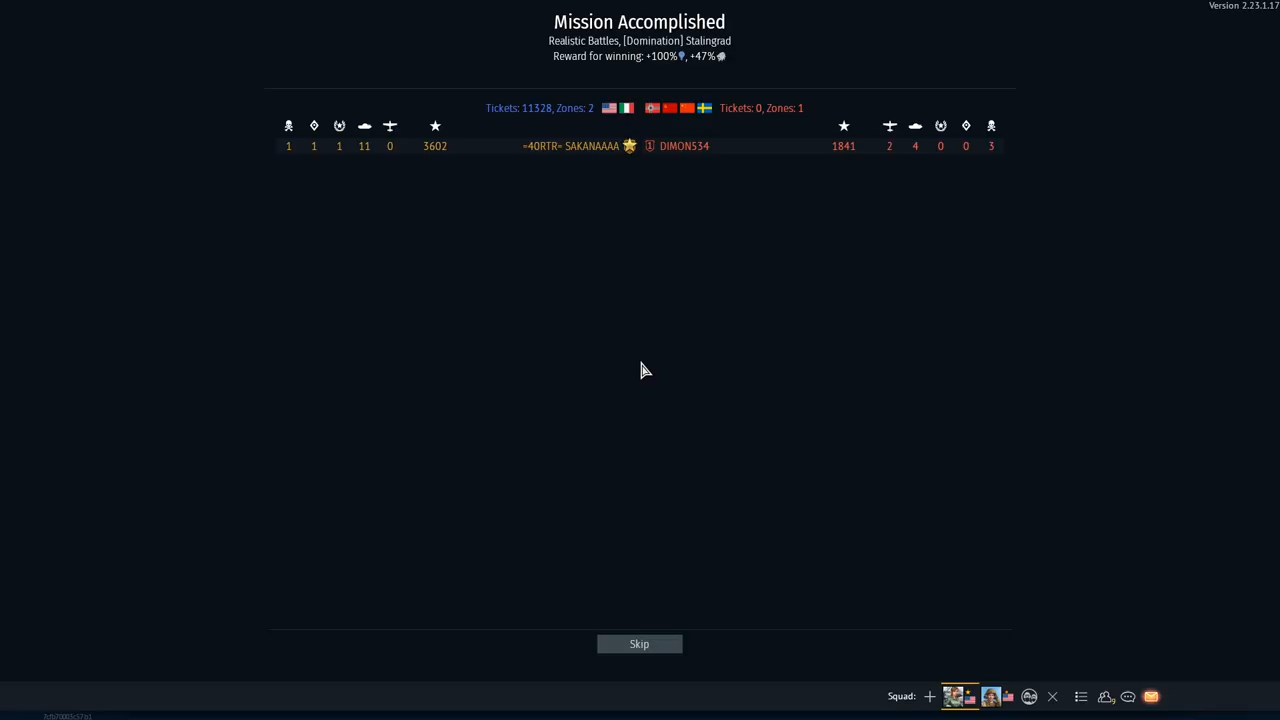 Version 2.23.1.17
Mission Accomplished
Realistic Battles, [Domination] Stalingrad
Reward for winning: +100%, +47%
Tickets: 11328, Zones: 2 Tickets: 0, Zones: 1
1 1 1 11 0 3602 =40RTR= SAKANAAAA 1 DIMON534 1841 2 4 0 0 3
Skip
Squad: 9